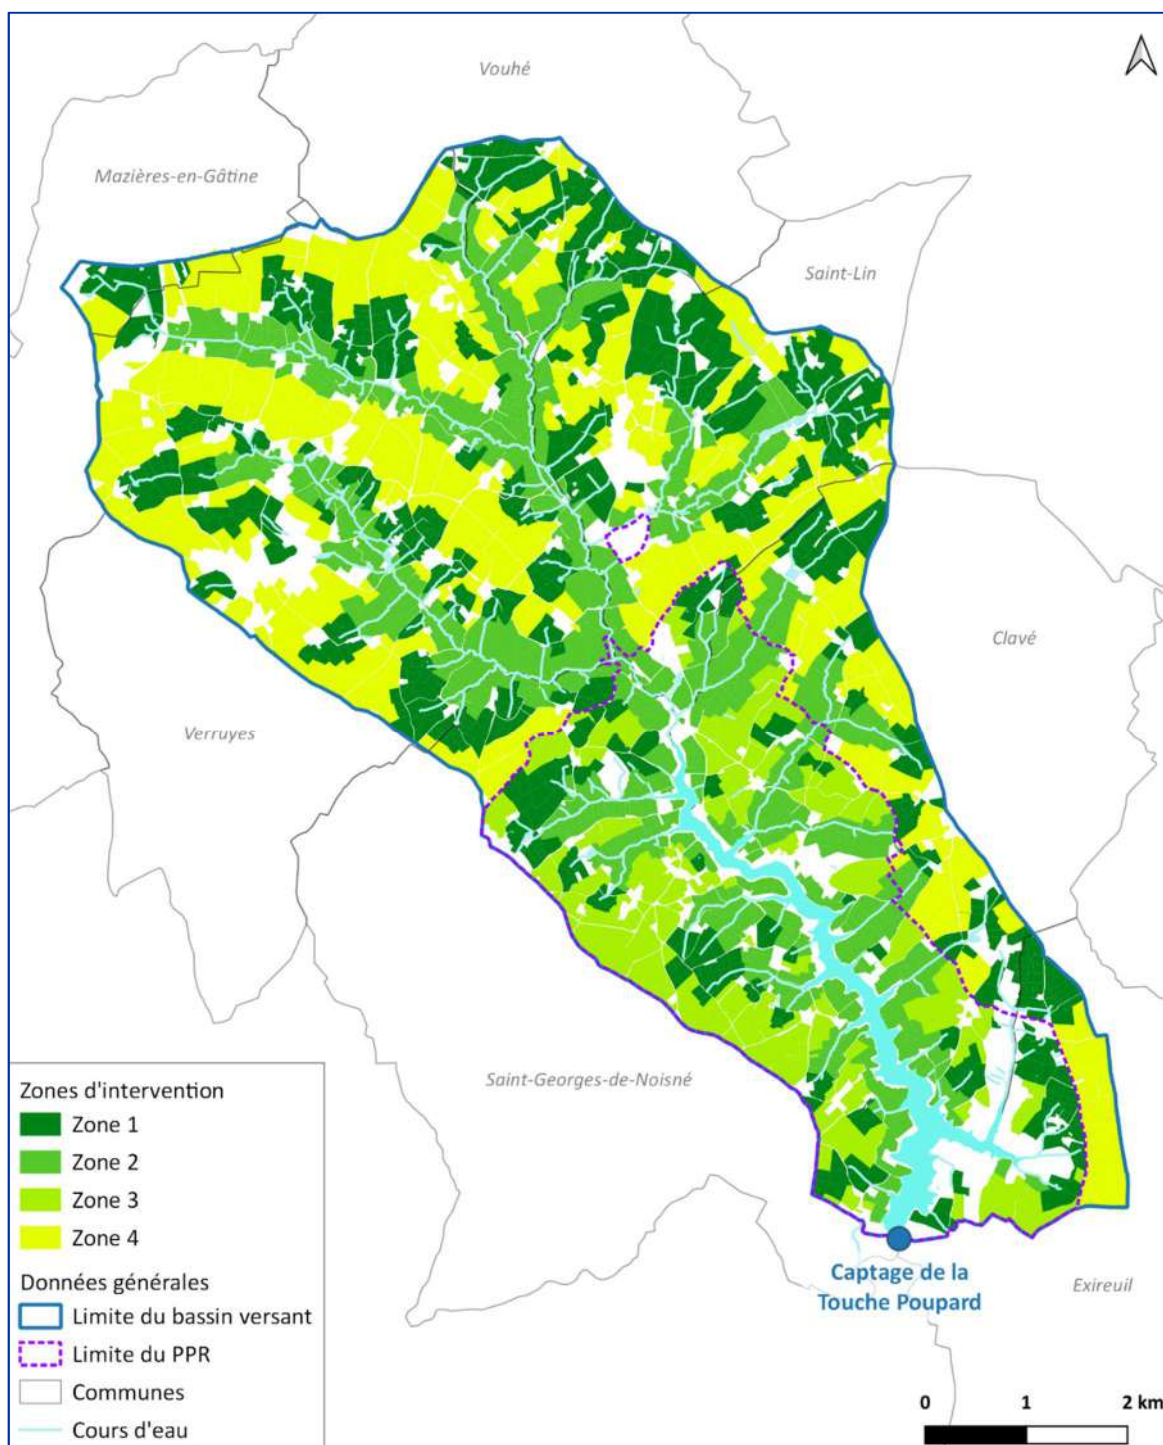 Vouhé
Mazières-en-Gâtine
Saint-Lin
Clavé
Verruyes
Saint-Georges-de-Noisné
Exireuil
Captage de la
Touche Poupard
Zones d'intervention
Zone 1
Zone 2
Zone 3
Zone 4
Données générales
Limite du bassin versant
Limite du PPR
Communes
Cours d'eau
0 1 2 km